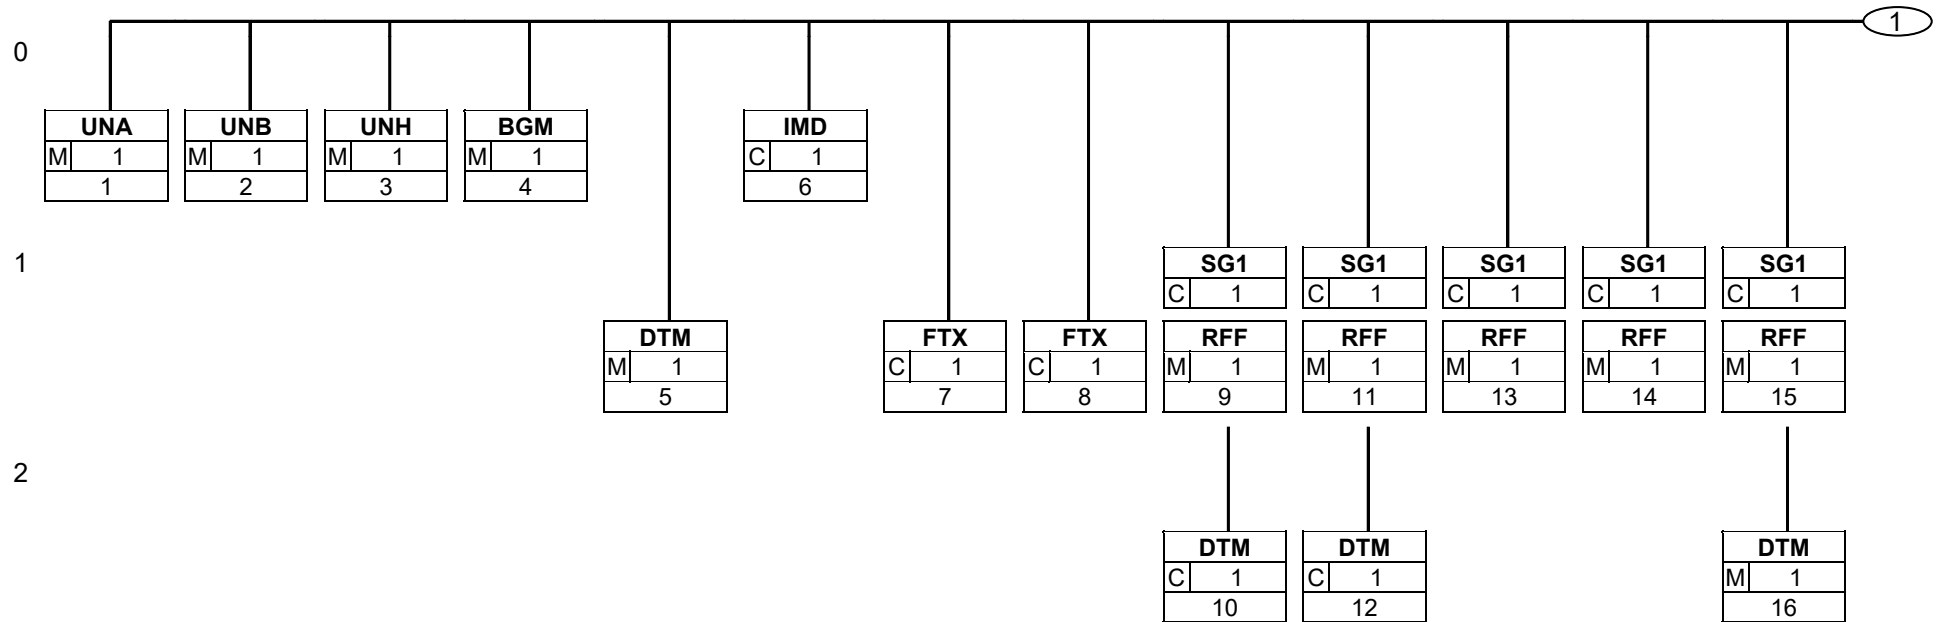 1
0
UNA UNB UNH BGM IMD
M 1 M 1 M 1 M 1 C 1
1 2 3 4 6
1
SG1 SG1 SG1 SG1 SG1
C 1 C 1 C 1 C 1 C 1
DTM FTX FTX RFF RFF RFF RFF RFF
M 1 C 1 C 1 M 1 M 1 M 1 M 1 M 1
5 7 8 9 11 13 14 15
2
DTM DTM DTM
C 1 C 1 M 1
10 12 16